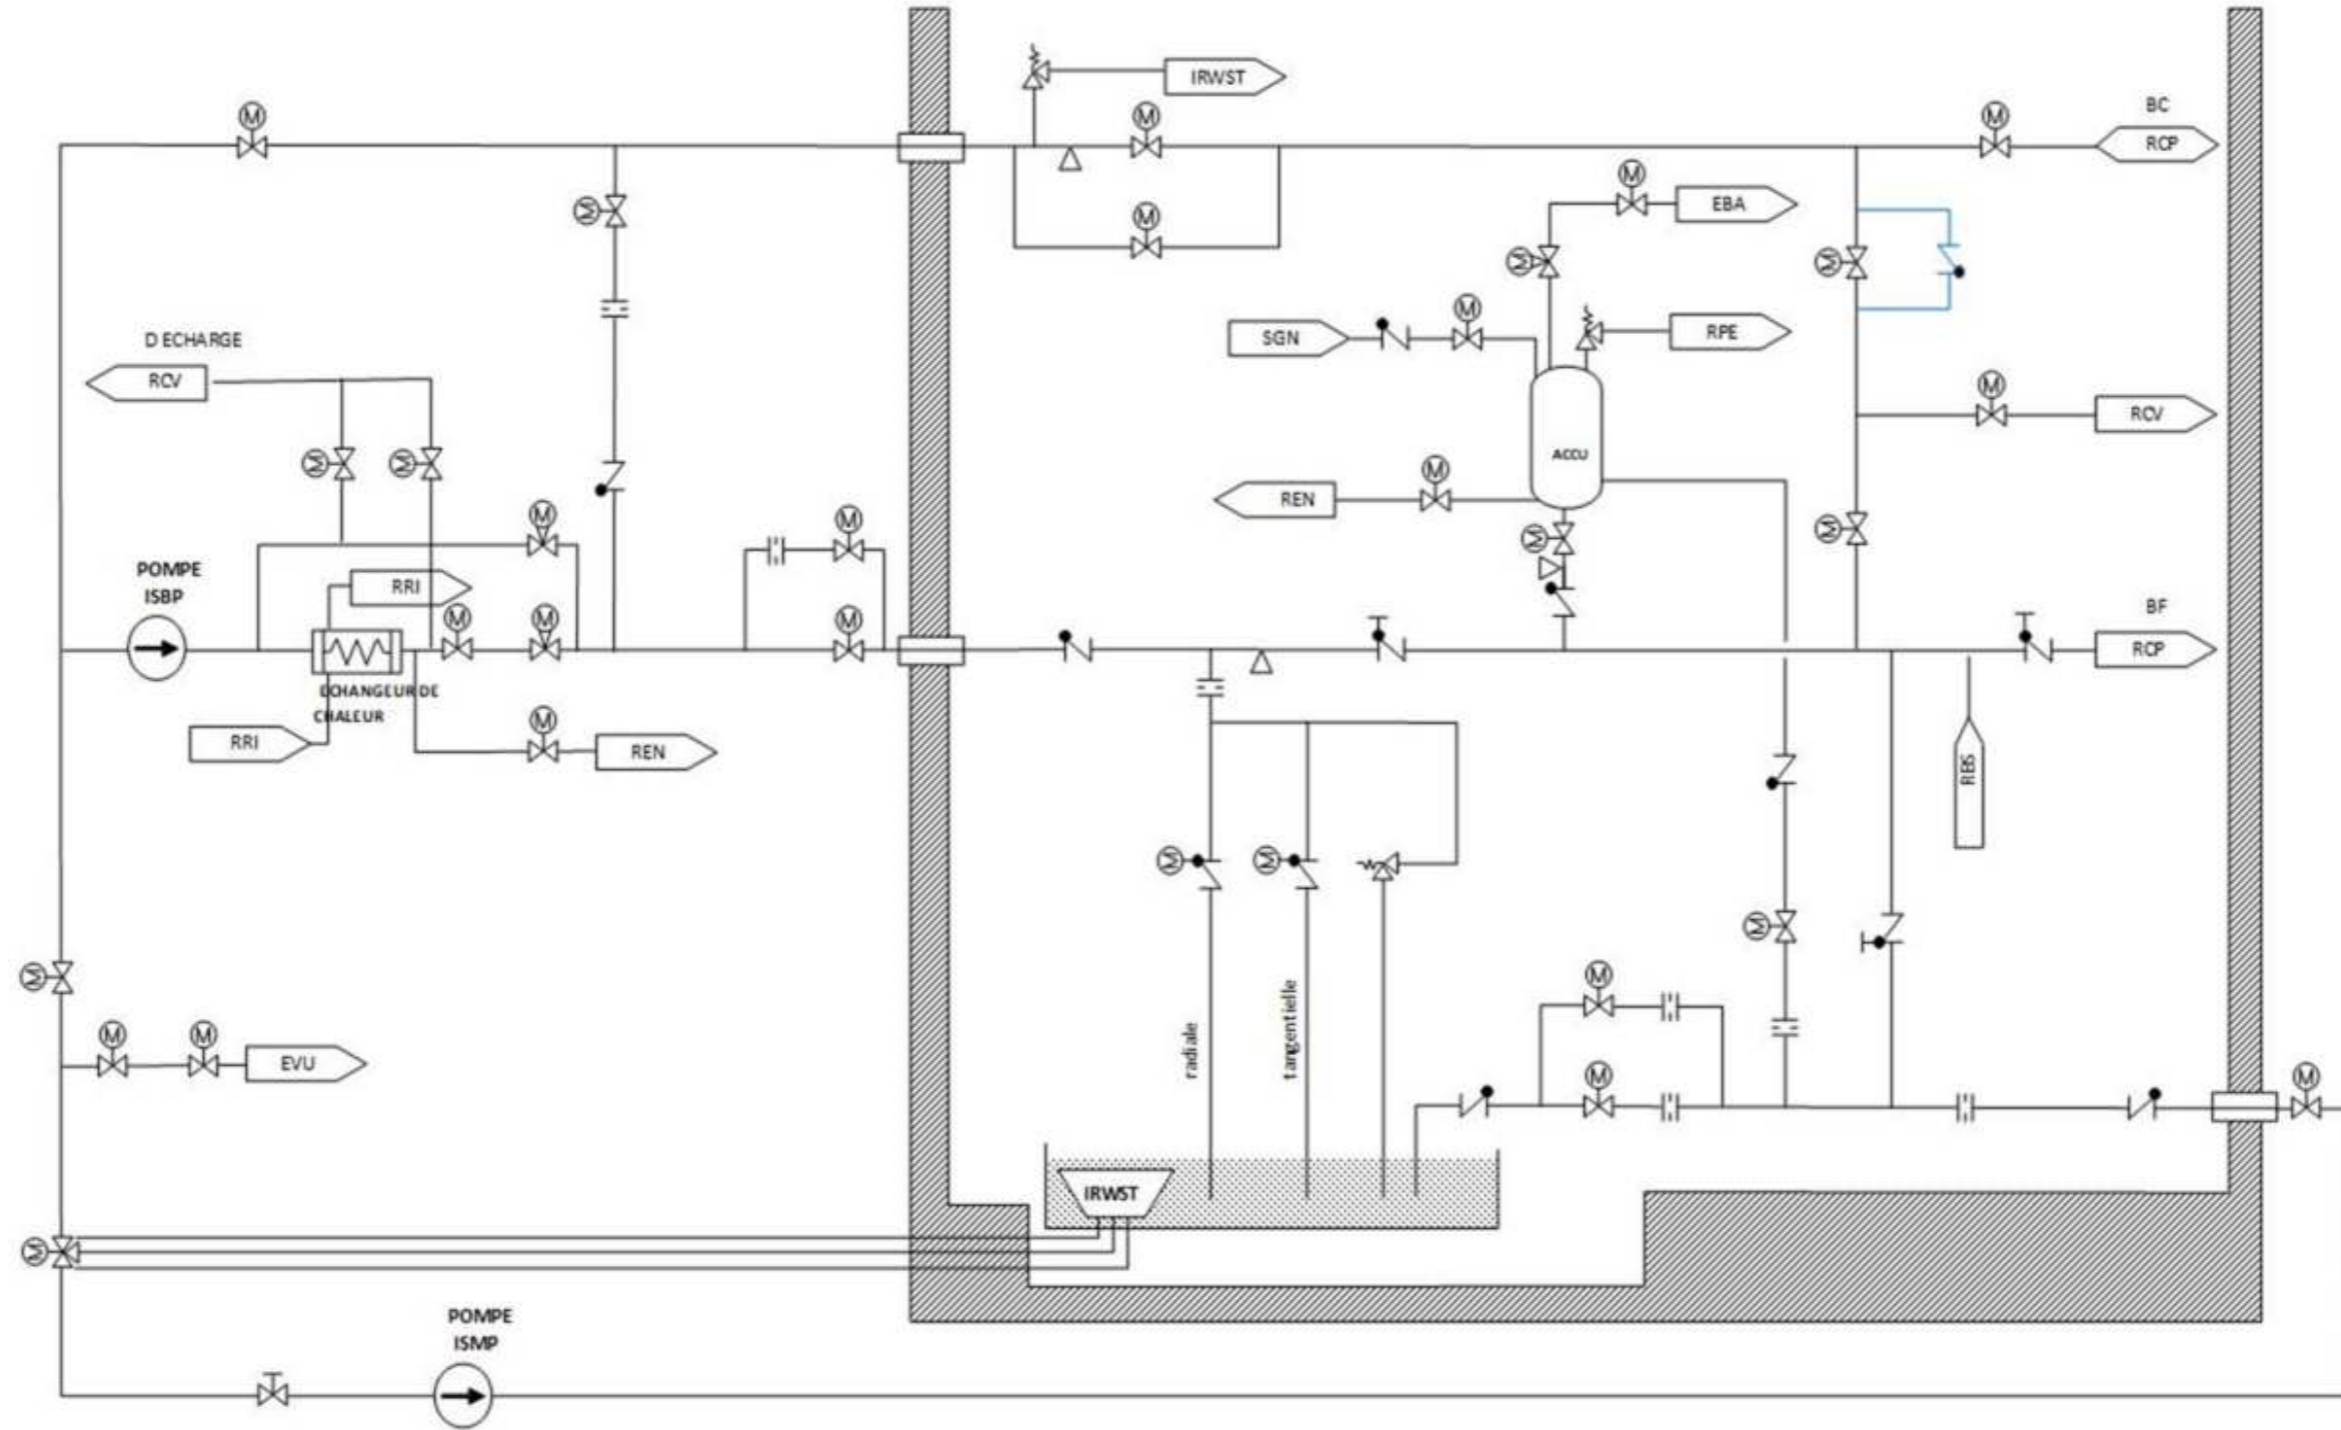 M
IRWST
M
M
BC
RCP
M
M
M
EBA
M
M
M
SGN
RPE
D ECHARGE
RCV
M
RCV
M
M
ACCU
M
REN
M
M
M
M
POMPE
ISBP
RRI
M
M
M
BF
RCP
ECHANGEUR DE
CHALEUR
RRI
M
REN
RBS
M
M
M
M
M
radiale
tangentielle
M
M
EVU
M
M
IRWST
M
POMPE
ISMP